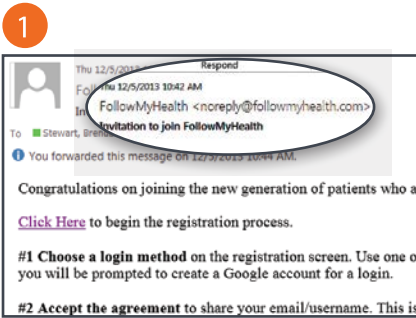 1
Thu 12/5/201
Respond
Thu 12/5/2013 10:42 AM
Fol
FollowMyHealth <noreply@followmyhealth.com>
In
Invitation to join FollowMyHealth
To Stewart,
You forwarded this message on 12/5/2013 10:44 AM.
Congratulations on joining the new generation of patients who a
Click Here to begin the registration process.
#1 Choose a login method on the registration screen. Use one o
you will be prompted to create a Google account for a login.
#2 Accept the agreement to share your email/username. This is